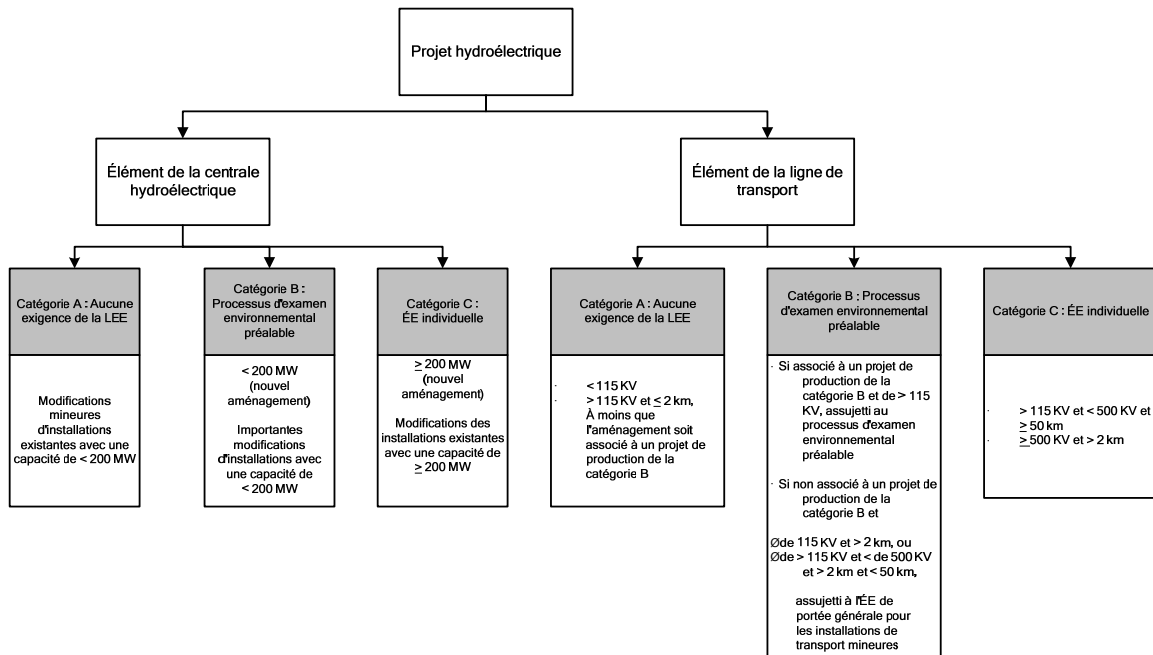 Projet hydroélectrique
Élément de la centrale
hydroélectrique
Élément de la ligne de
transport
Catégorie A : Aucune
exigence de la LEE
Modifications
mineures
d'installations
existantes avec une
capacité de < 200 MW
Catégorie B :
Processus d'examen
environnemental
préalable
< 200 MW
(nouvel
aménagement)
Importantes
modifications
d'installations avec
une capacité de
< 200 MW
Catégorie C :
ÉE individuelle
≥ 200 MW
(nouvel
aménagement)
Modifications des
installations existantes
avec une capacité de
≥ 200 MW
Catégorie A : Aucune
exigence de la LEE
· < 115 KV
· > 115 KV et ≤ 2 km,
À moins que
l'aménagement soit
associé à un projet de
production de la
catégorie B
Catégorie B : Processus
d'examen environnemental
préalable
· Si associé à un projet de
production de la
catégorie B et de > 115
KV, assujetti au
processus d'examen
environnemental
préalable
· Si non associé à un projet de
production de la
catégorie B et
Øde 115 KV et > 2 km, ou
Øde > 115 KV et < de 500 KV
et > 2 km et < 50 km,
assujetti à l'ÉE de
portée générale pour
les installations de
transport mineures
Catégorie C : ÉE individuelle
· > 115 KV et < 500 KV et
≥ 50 km
· ≥ 500 KV et > 2 km